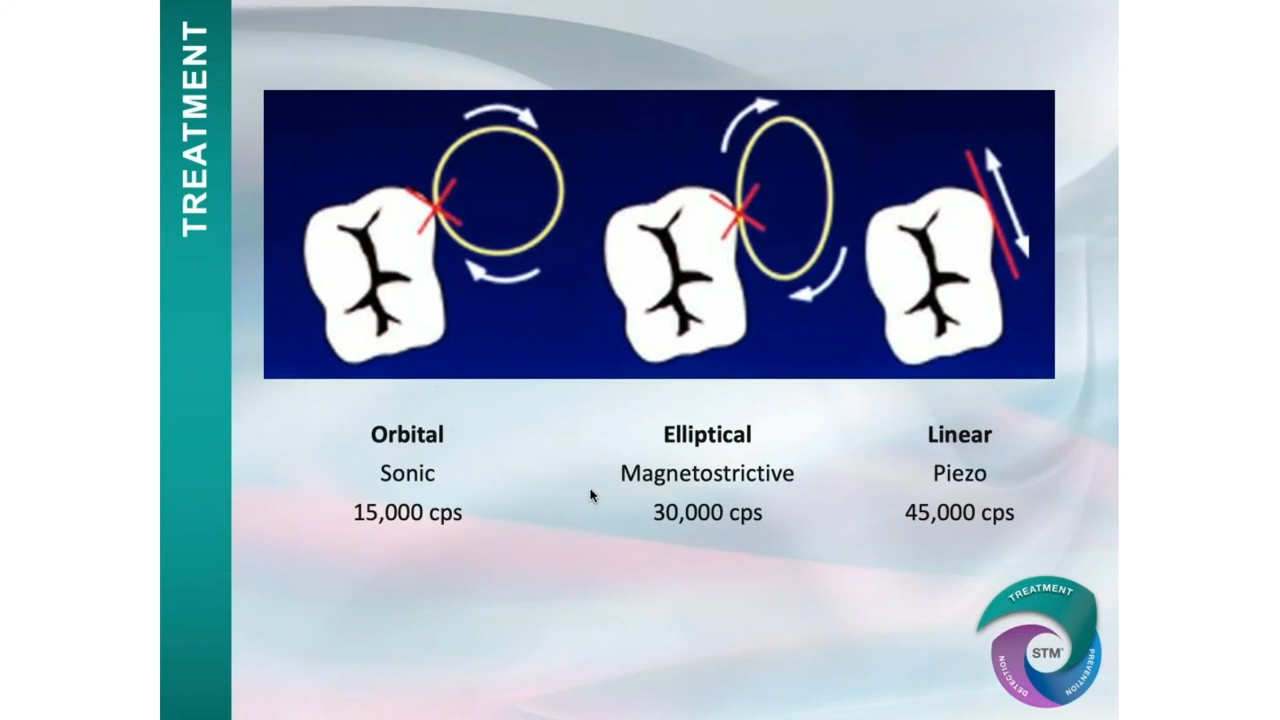 TREATMENT
Orbital
Sonic
15,000 cps
Elliptical
Magnetostrictive
30,000 cps
Linear
Piezo
45,000 cps
TREATMENT
STM
DETECTION
PREVENTION